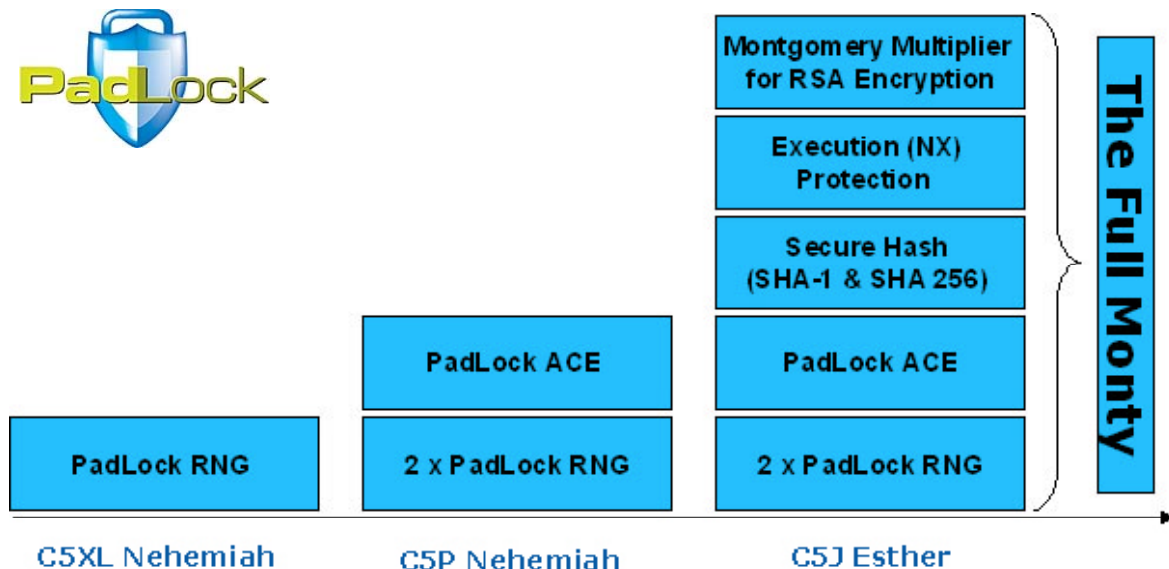 PadLock
Montgomery Multiplier
for RSA Encryption
Execution (NX)
Protection
Secure Hash
(SHA-1 & SHA 256)
PadLock ACE
PadLock ACE
PadLock RNG
2 x PadLock RNG
2 x PadLock RNG
The Full Monty
C5XL Nehemiah
C5P Nehemiah
C5J Esther